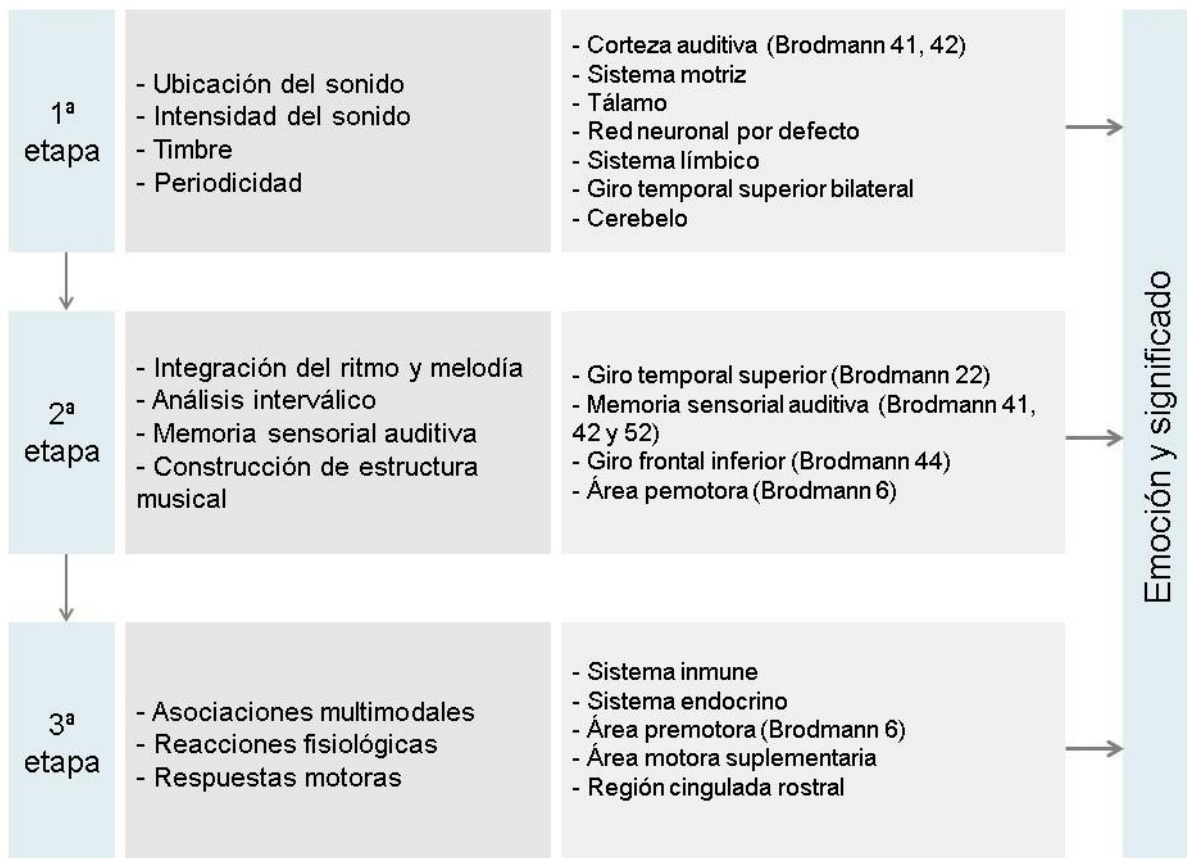 1ª
etapa
- Ubicación del sonido
- Intensidad del sonido
- Timbre
- Periodicidad
- Corteza auditiva (Brodmann 41, 42)
- Sistema motriz
- Tálamo
- Red neuronal por defecto
- Sistema límbico
- Giro temporal superior bilateral
- Cerebelo
2ª
etapa
- Integración del ritmo y melodía
- Análisis interválico
- Memoria sensorial auditiva
- Construcción de estructura
musical
- Giro temporal superior (Brodmann 22)
- Memoria sensorial auditiva (Brodmann 41,
42 y 52)
- Giro frontal inferior (Brodmann 44)
- Área pemotora (Brodmann 6)
3ª
etapa
- Asociaciones multimodales
- Reacciones fisiológicas
- Respuestas motoras
- Sistema inmune
- Sistema endocrino
- Área premotora (Brodmann 6)
- Área motora suplementaria
- Región cingulada rostral
Emoción y significado